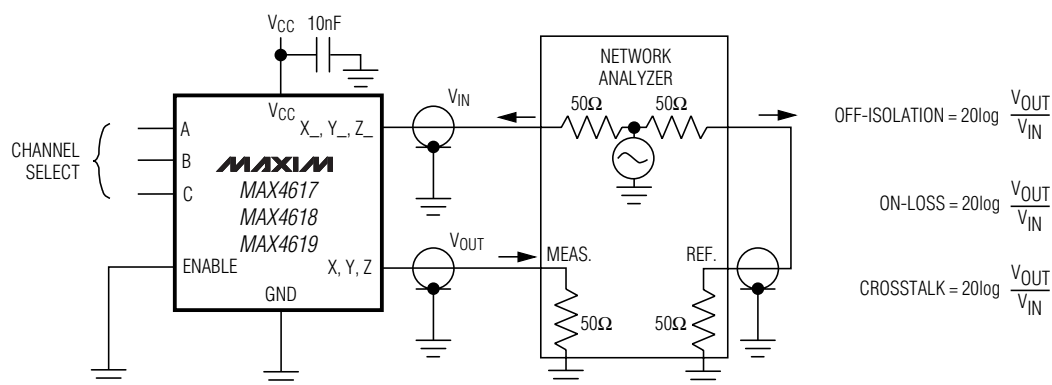 VCC 10nF
VCC
CHANNEL
SELECT
A
B
C
X_, Y_, Z_
MAXIM
MAX4617
MAX4618
MAX4619
ENABLE
X, Y, Z
GND
VIN
VOUT
NETWORK
ANALYZER
50Ω 50Ω
MEAS. REF.
50Ω 50Ω
OFF-ISOLATION = 20log VOUT
VIN
ON-LOSS = 20log VOUT
VIN
CROSSTALK = 20log VOUT
VIN